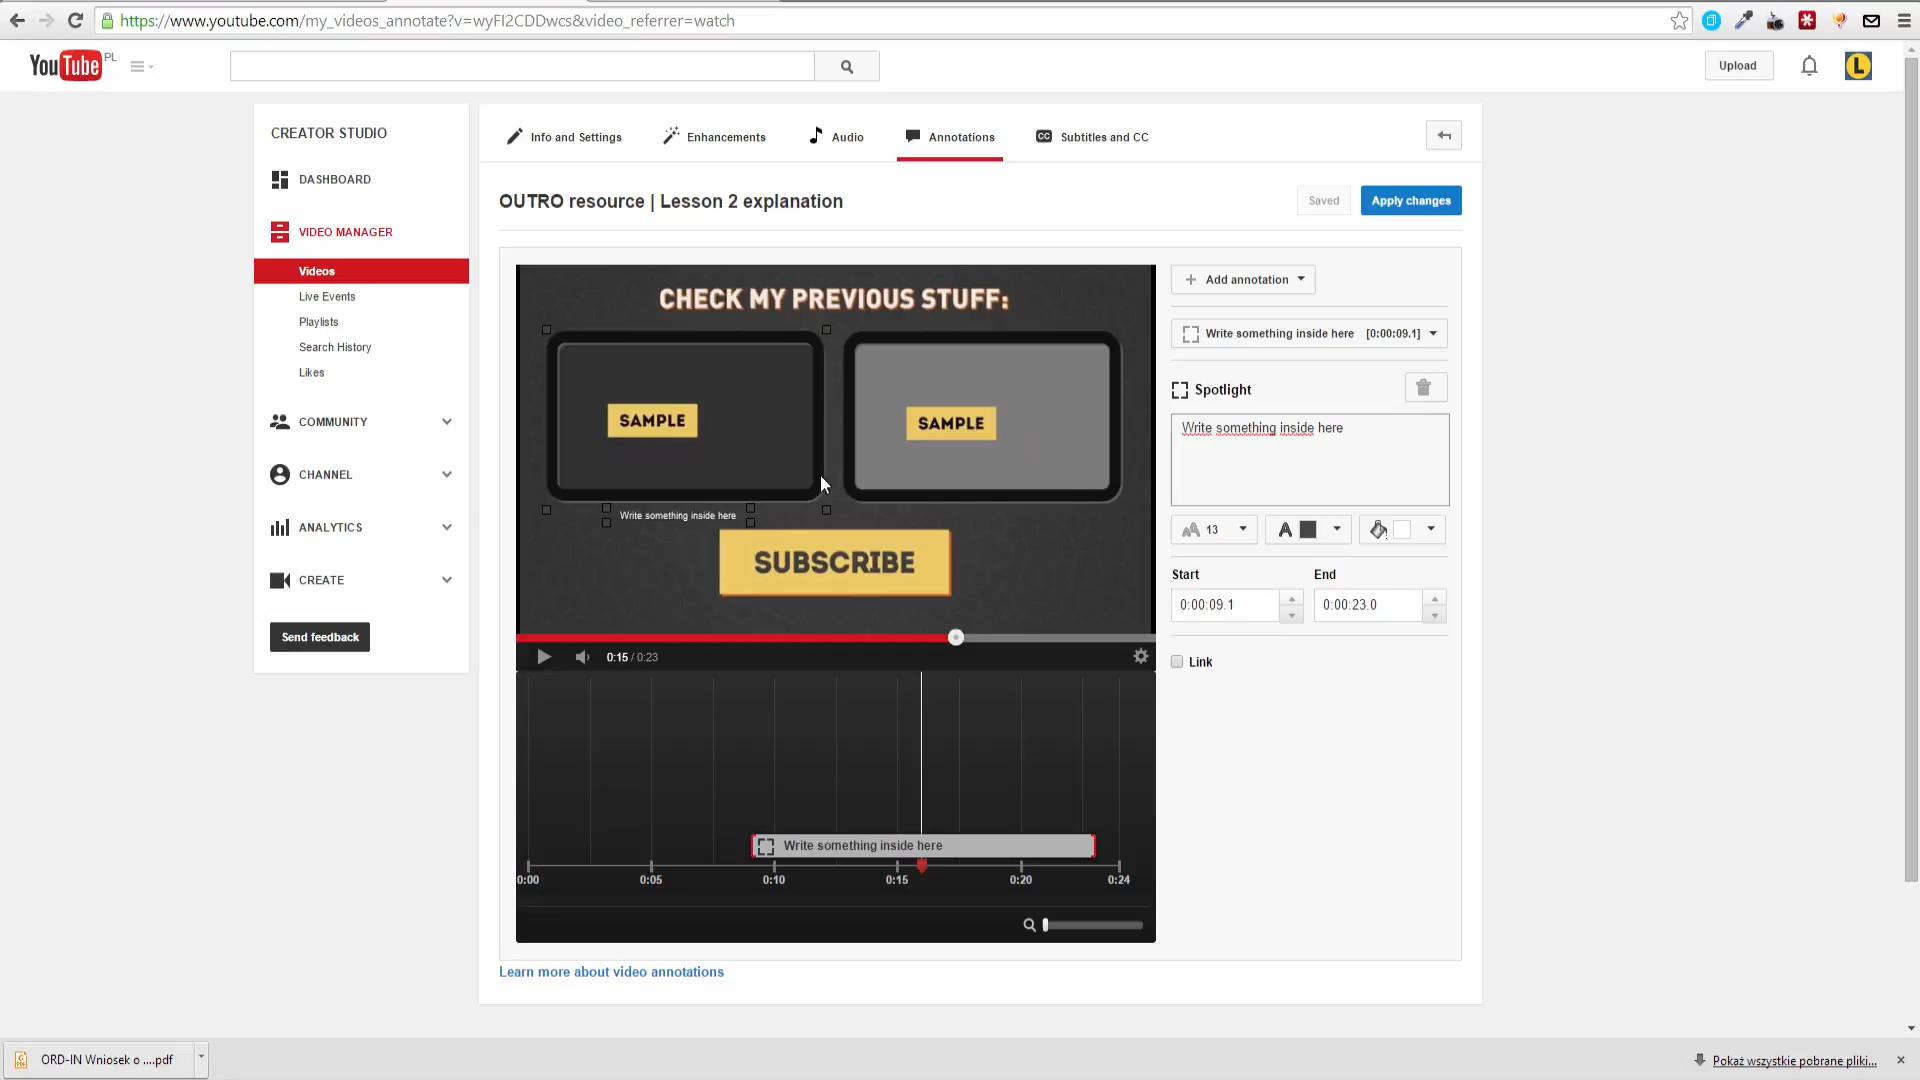 https://www.youtube.com/my_videos_annotate?v=wyFI2CDDwcs&video_referrer=watch
YouTube PL
Upload
L
CREATOR STUDIO
DASHBOARD
VIDEO MANAGER
Videos
Live Events
Playlists
Search History
Likes
COMMUNITY
CHANNEL
ANALYTICS
CREATE
Send feedback
Info and Settings
Enhancements
Audio
Annotations
CC Subtitles and CC
OUTRO resource | Lesson 2 explanation
Saved
Apply changes
CHECK MY PREVIOUS STUFF:
SAMPLE
SAMPLE
Write something inside here
SUBSCRIBE
0:15 / 0:23
Write something inside here
0:00 0:05 0:10 0:15 0:20 0:24
+ Add annotation
Write something inside here [0:00:09.1]
Spotlight
Write something inside here
AA 13
A
Start End
0:00:09.1 0:00:23.0
Link
Learn more about video annotations
ORD-IN Wniosek o ....pdf
Pokaż wszystkie pobrane pliki...